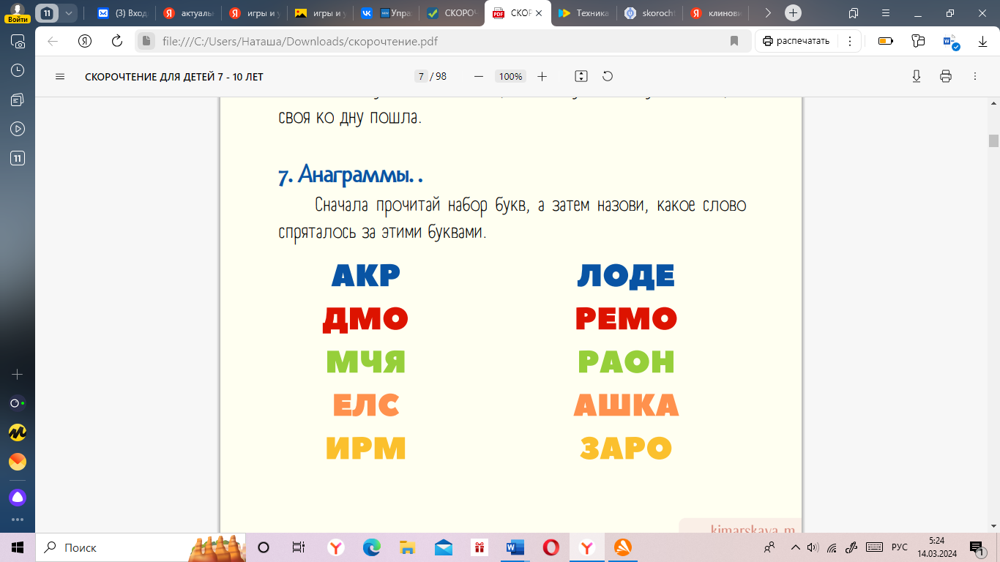 Войти
11
(3) Вход
актуаль
игры и у
игры и у
Упра
СКОРОЧ
СКОР
Техника
skorocht
клинови
file:///C:/Users/Наташа/Downloads/скорочтение.pdf
распечатать
СКОРОЧТЕНИЕ ДЛЯ ДЕТЕЙ 7 - 10 ЛЕТ
7 / 98
100%
11
своя ко дну пошла.
7. Анаграммы. .
Сначала прочитай набор букв, а затем назови, какое слово
спряталось за этими буквами.
АКР ЛОДЕ
ДМО РЕМО
МЧЯ РАОН
ЕЛС АШКА
ИРМ ЗАРО
kimarskaya_m
Поиск
РУС
5:24
14.03.2024
1